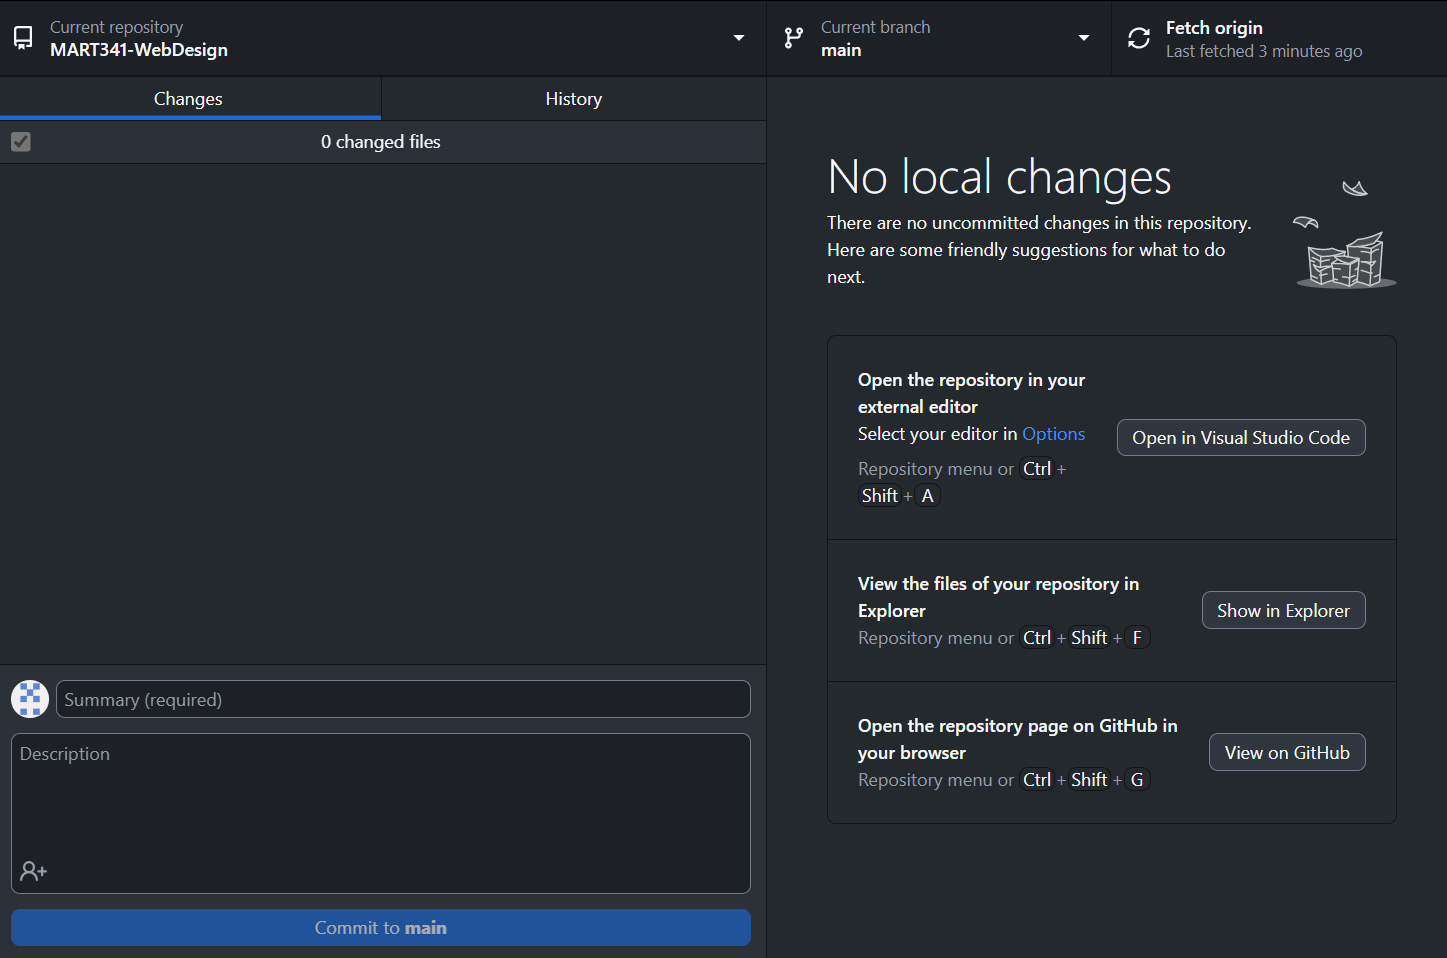 Current repository
MART341-WebDesign
Current branch
main
Fetch origin
Last fetched 3 minutes ago
Changes
History
0 changed files
No local changes
There are no uncommitted changes in this repository.
Here are some friendly suggestions for what to do
next.
Open the repository in your
external editor
Select your editor in Options
Repository menu or Ctrl +
Shift + A
Open in Visual Studio Code
View the files of your repository in
Explorer
Repository menu or Ctrl + Shift + F
Show in Explorer
Open the repository page on GitHub in
your browser
Repository menu or Ctrl + Shift + G
View on GitHub
Summary (required)
Description
Commit to main